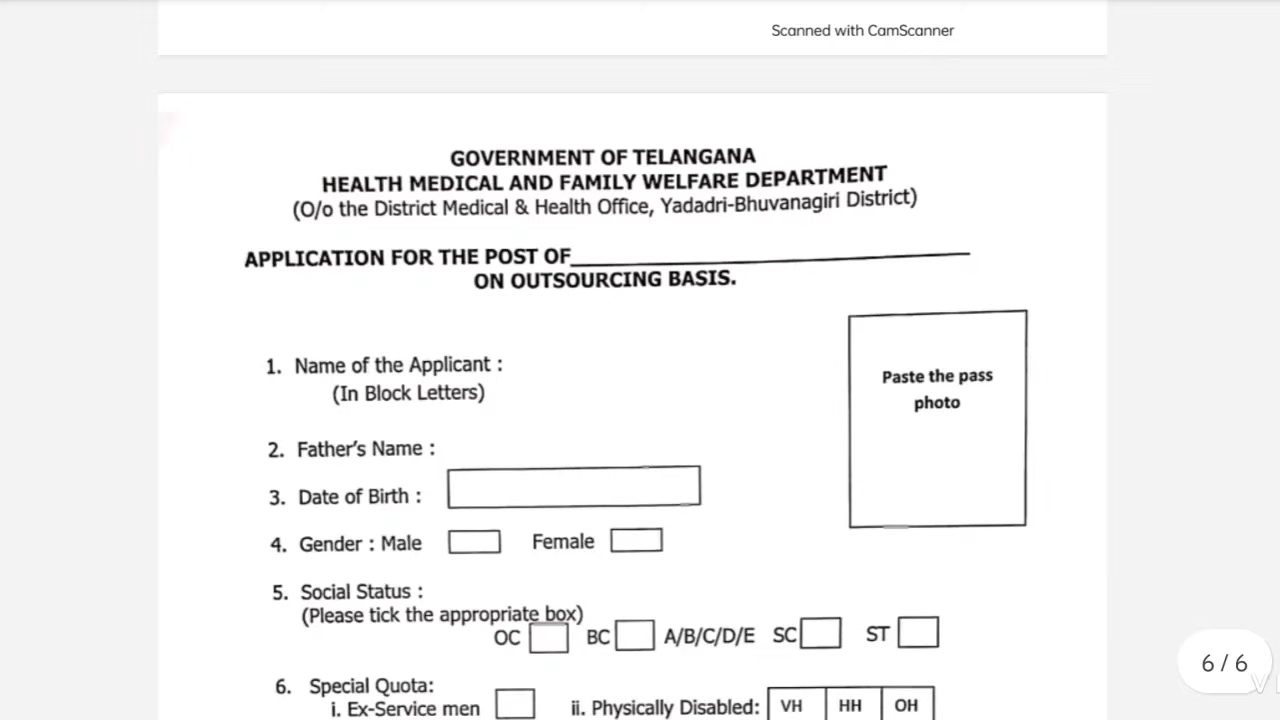 Scanned with CamScanner
GOVERNMENT OF TELANGANA
HEALTH MEDICAL AND FAMILY WELFARE DEPARTMENT
(O/o the District Medical & Health Office, Yadadri-Bhuvanagiri District)
APPLICATION FOR THE POST OF
ON OUTSOURCING BASIS.
Paste the pass
photo
1. Name of the Applicant :
(In Block Letters)
2. Father's Name :
3. Date of Birth :
4. Gender : Male Female
5. Social Status :
(Please tick the appropriate box)
OC BC A/B/C/D/E SC ST
6. Special Quota:
i. Ex-Service men ii. Physically Disabled: VH HH OH
6 / 6